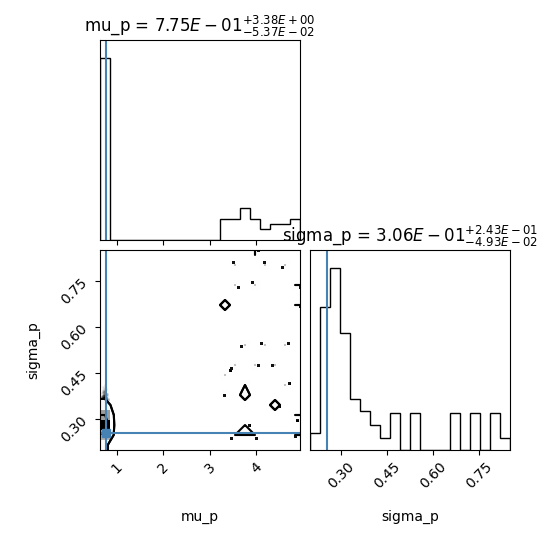 mu_p = 7.75E − 01+3.38E + 00 −5.37E − 02
sigma_p = 3.06E − 01+2.43E − 01 −4.93E − 02
0.75
0.60
0.45
0.30
sigma_p
1 2 3 4
0.30 0.45 0.60 0.75
mu_p
sigma_p